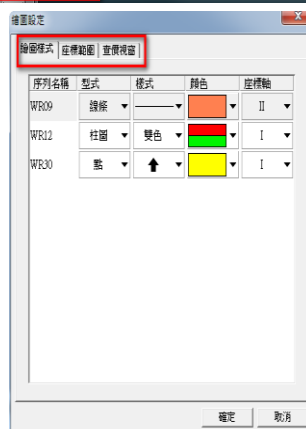 繪圖設定
繪圖樣式 座標範圍 查價視窗
序列名稱 型式 樣式 顏色 座標軸
WR09 線條 II
WR12 柱圖 雙色 I
WR30 點 I
確定 取消